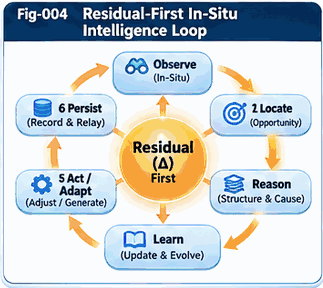 Fig-004 Residual-First In-Situ
Intelligence Loop
Observe
(In-Situ)
2 Locate
(Opportunity)
Reason
(Structure & Cause)
Learn
(Update & Evolve)
5 Act /
Adapt
(Adjust / Generate)
6 Persist
(Record & Relay)
Residual
(Δ)
First